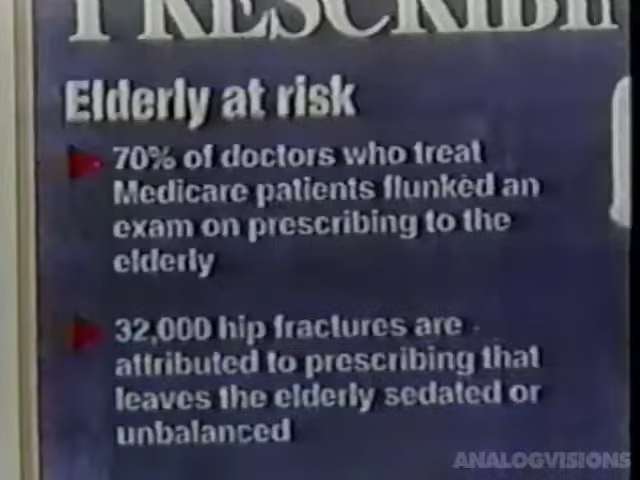 PRESCRIBI
Elderly at risk
70% of doctors who treat
Medicare patients flunked an
exam on prescribing to the
elderly
32,000 hip fractures are
attributed to prescribing that
leaves the elderly sedated or
unbalanced
ANALOGVISIONS